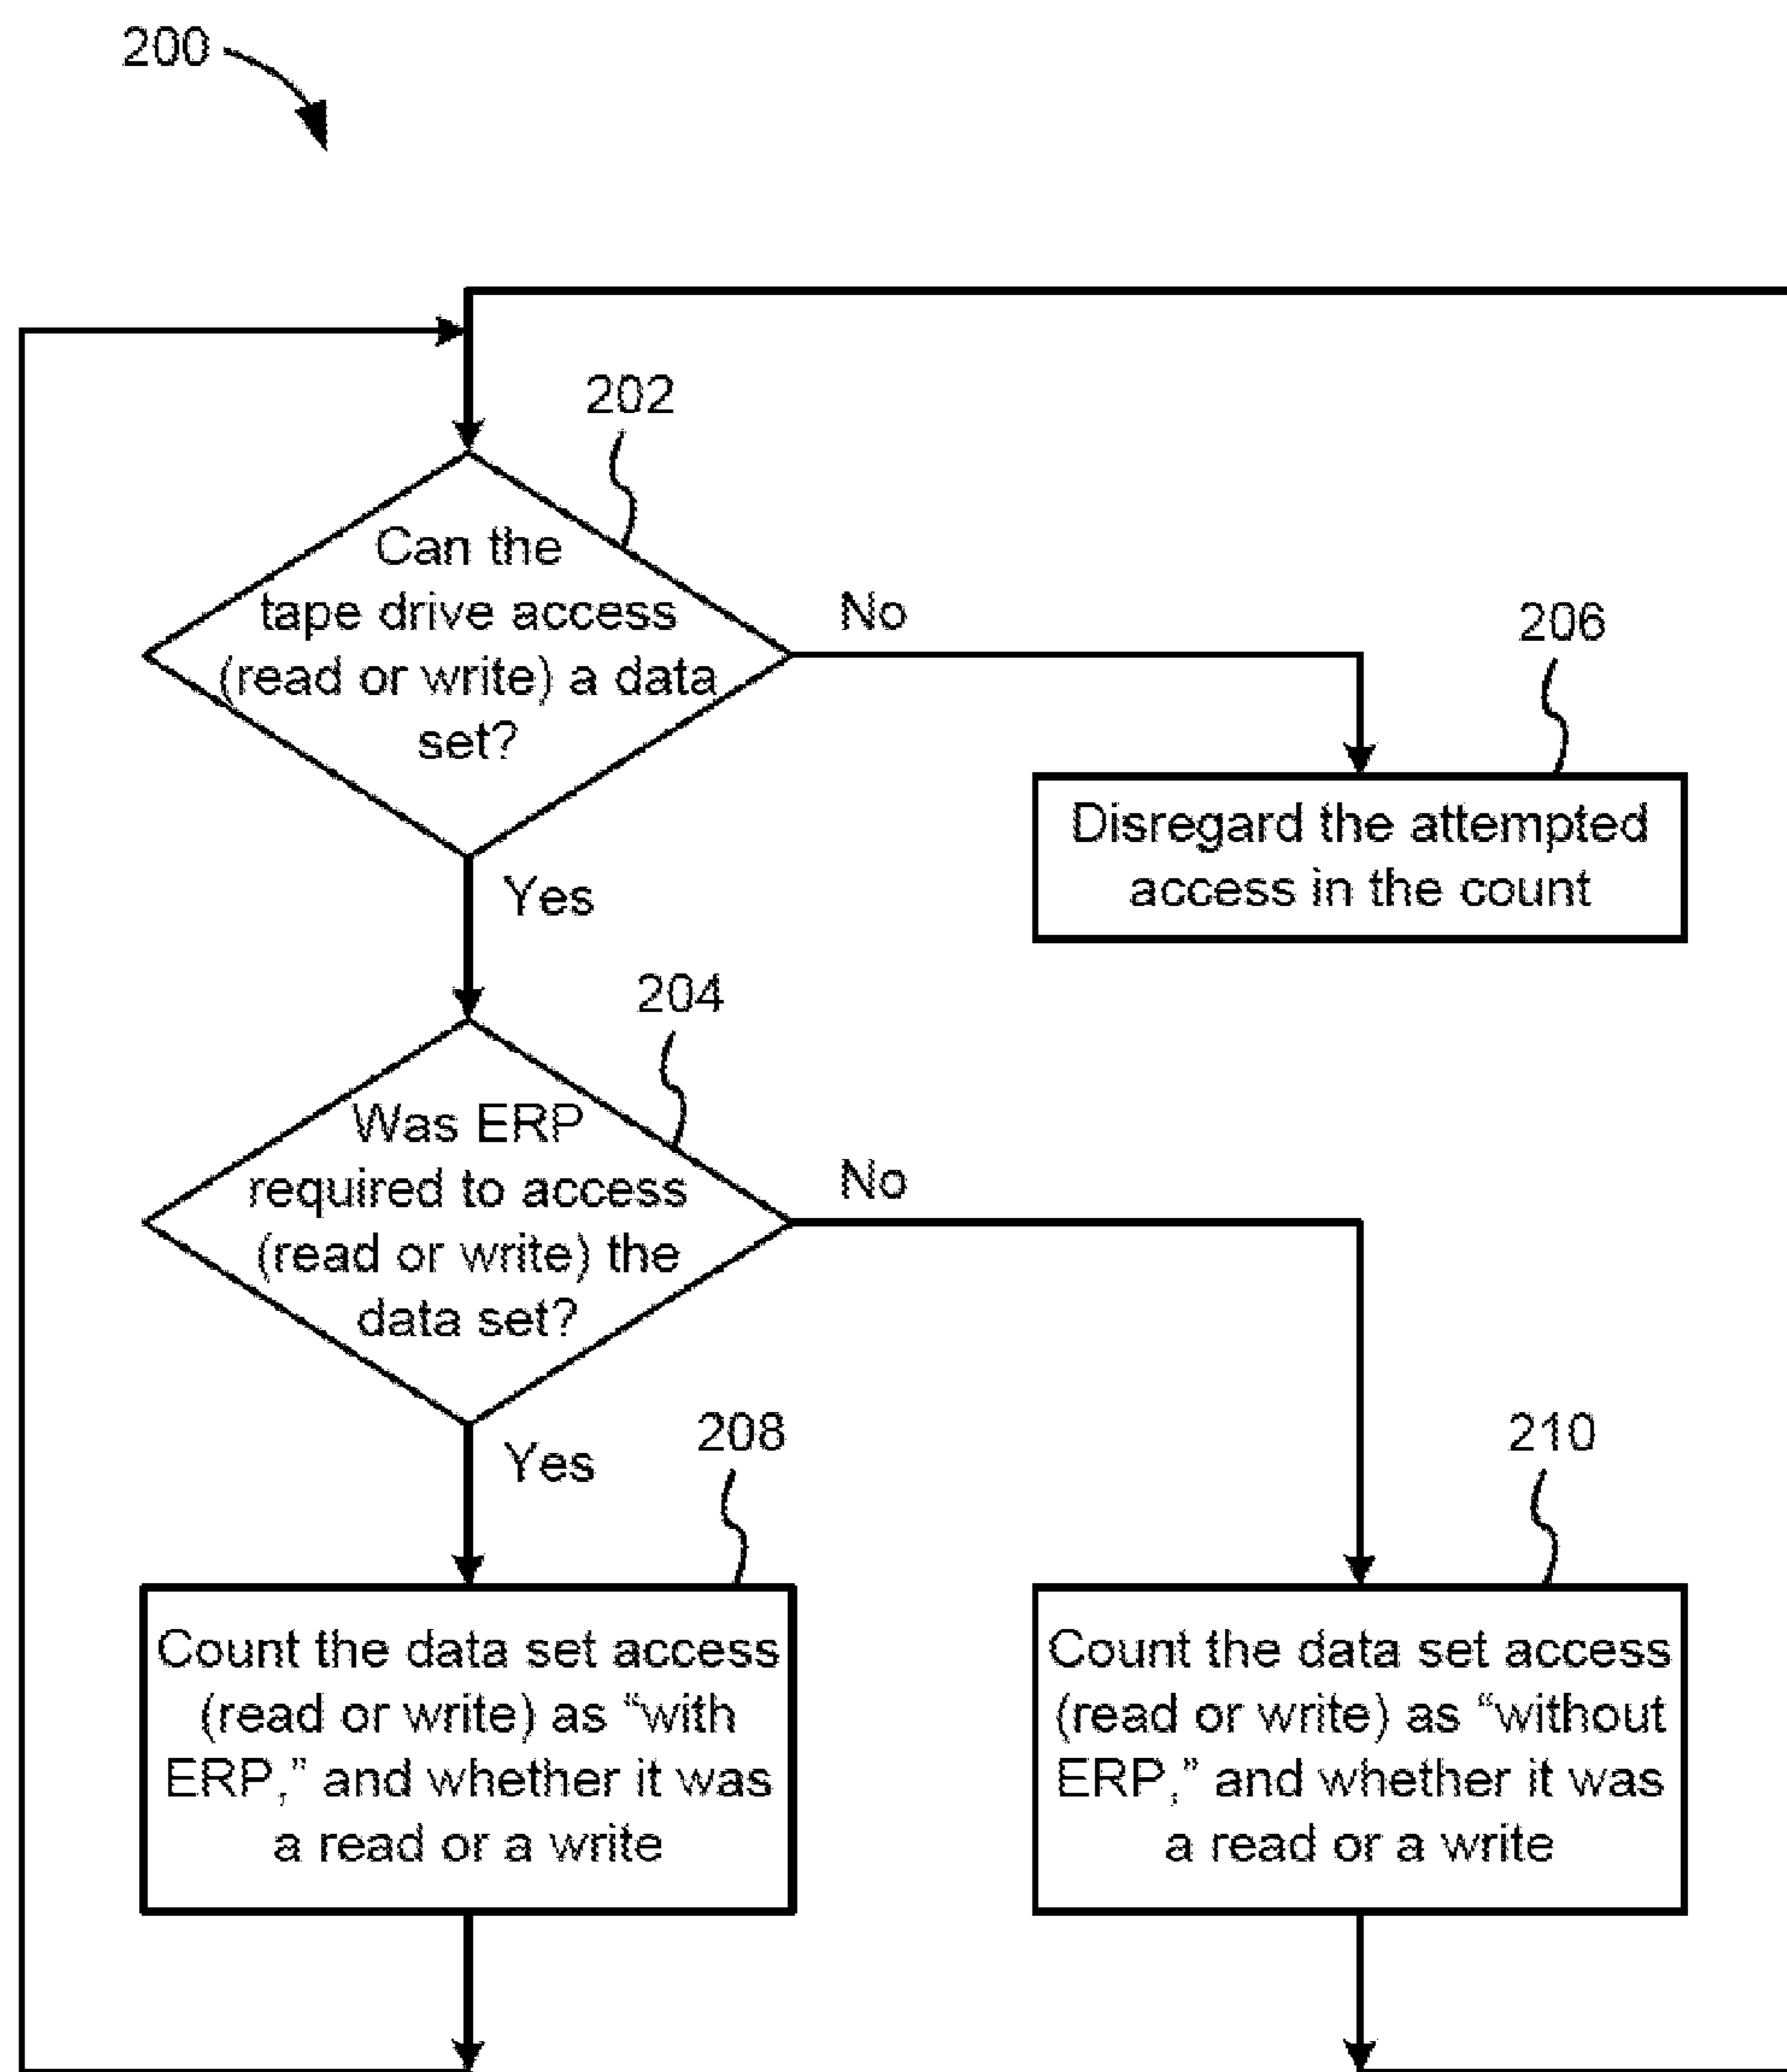 200
202
Can the
tape drive access
(read or write) a data
set?
No
206
Disregard the attempted
access in the count
Yes
204
Was ERP
required to access
(read or write) the
data set?
No
Yes
208
210
Count the data set access
(read or write) as “with
ERP,” and whether it was
a read or a write
Count the data set access
(read or write) as “without
ERP,” and whether it was
a read or a write